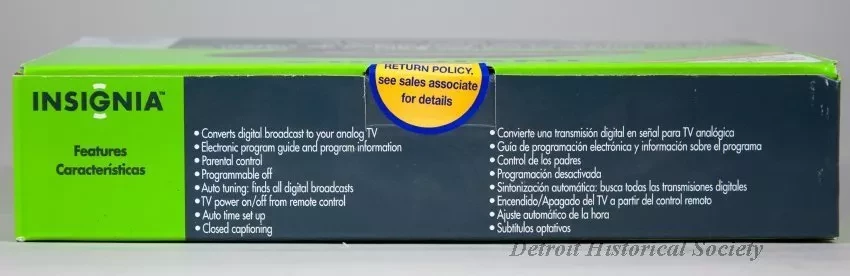 RETURN POLICY,
see sales associate
for details
INSIGNIA™
Features
Características
• Converts digital broadcast to your analog TV
• Electronic program guide and program information
• Parental control
• Programmable off
• Auto tuning: finds all digital broadcasts
• TV power on/off from remote control
• Auto time set up
• Closed captioning
• Convierte una transmisión digital en señal para TV analógica
• Guía de programación electrónica y información sobre el programa
• Control de los padres
• Programación desactivada
• Sintonización automática: busca todas las transmisiones digitales
• Encendido/Apagado del TV a partir del control remoto
• Ajuste automático de la hora
• Subtítulos optativos
Detroit Historical Society